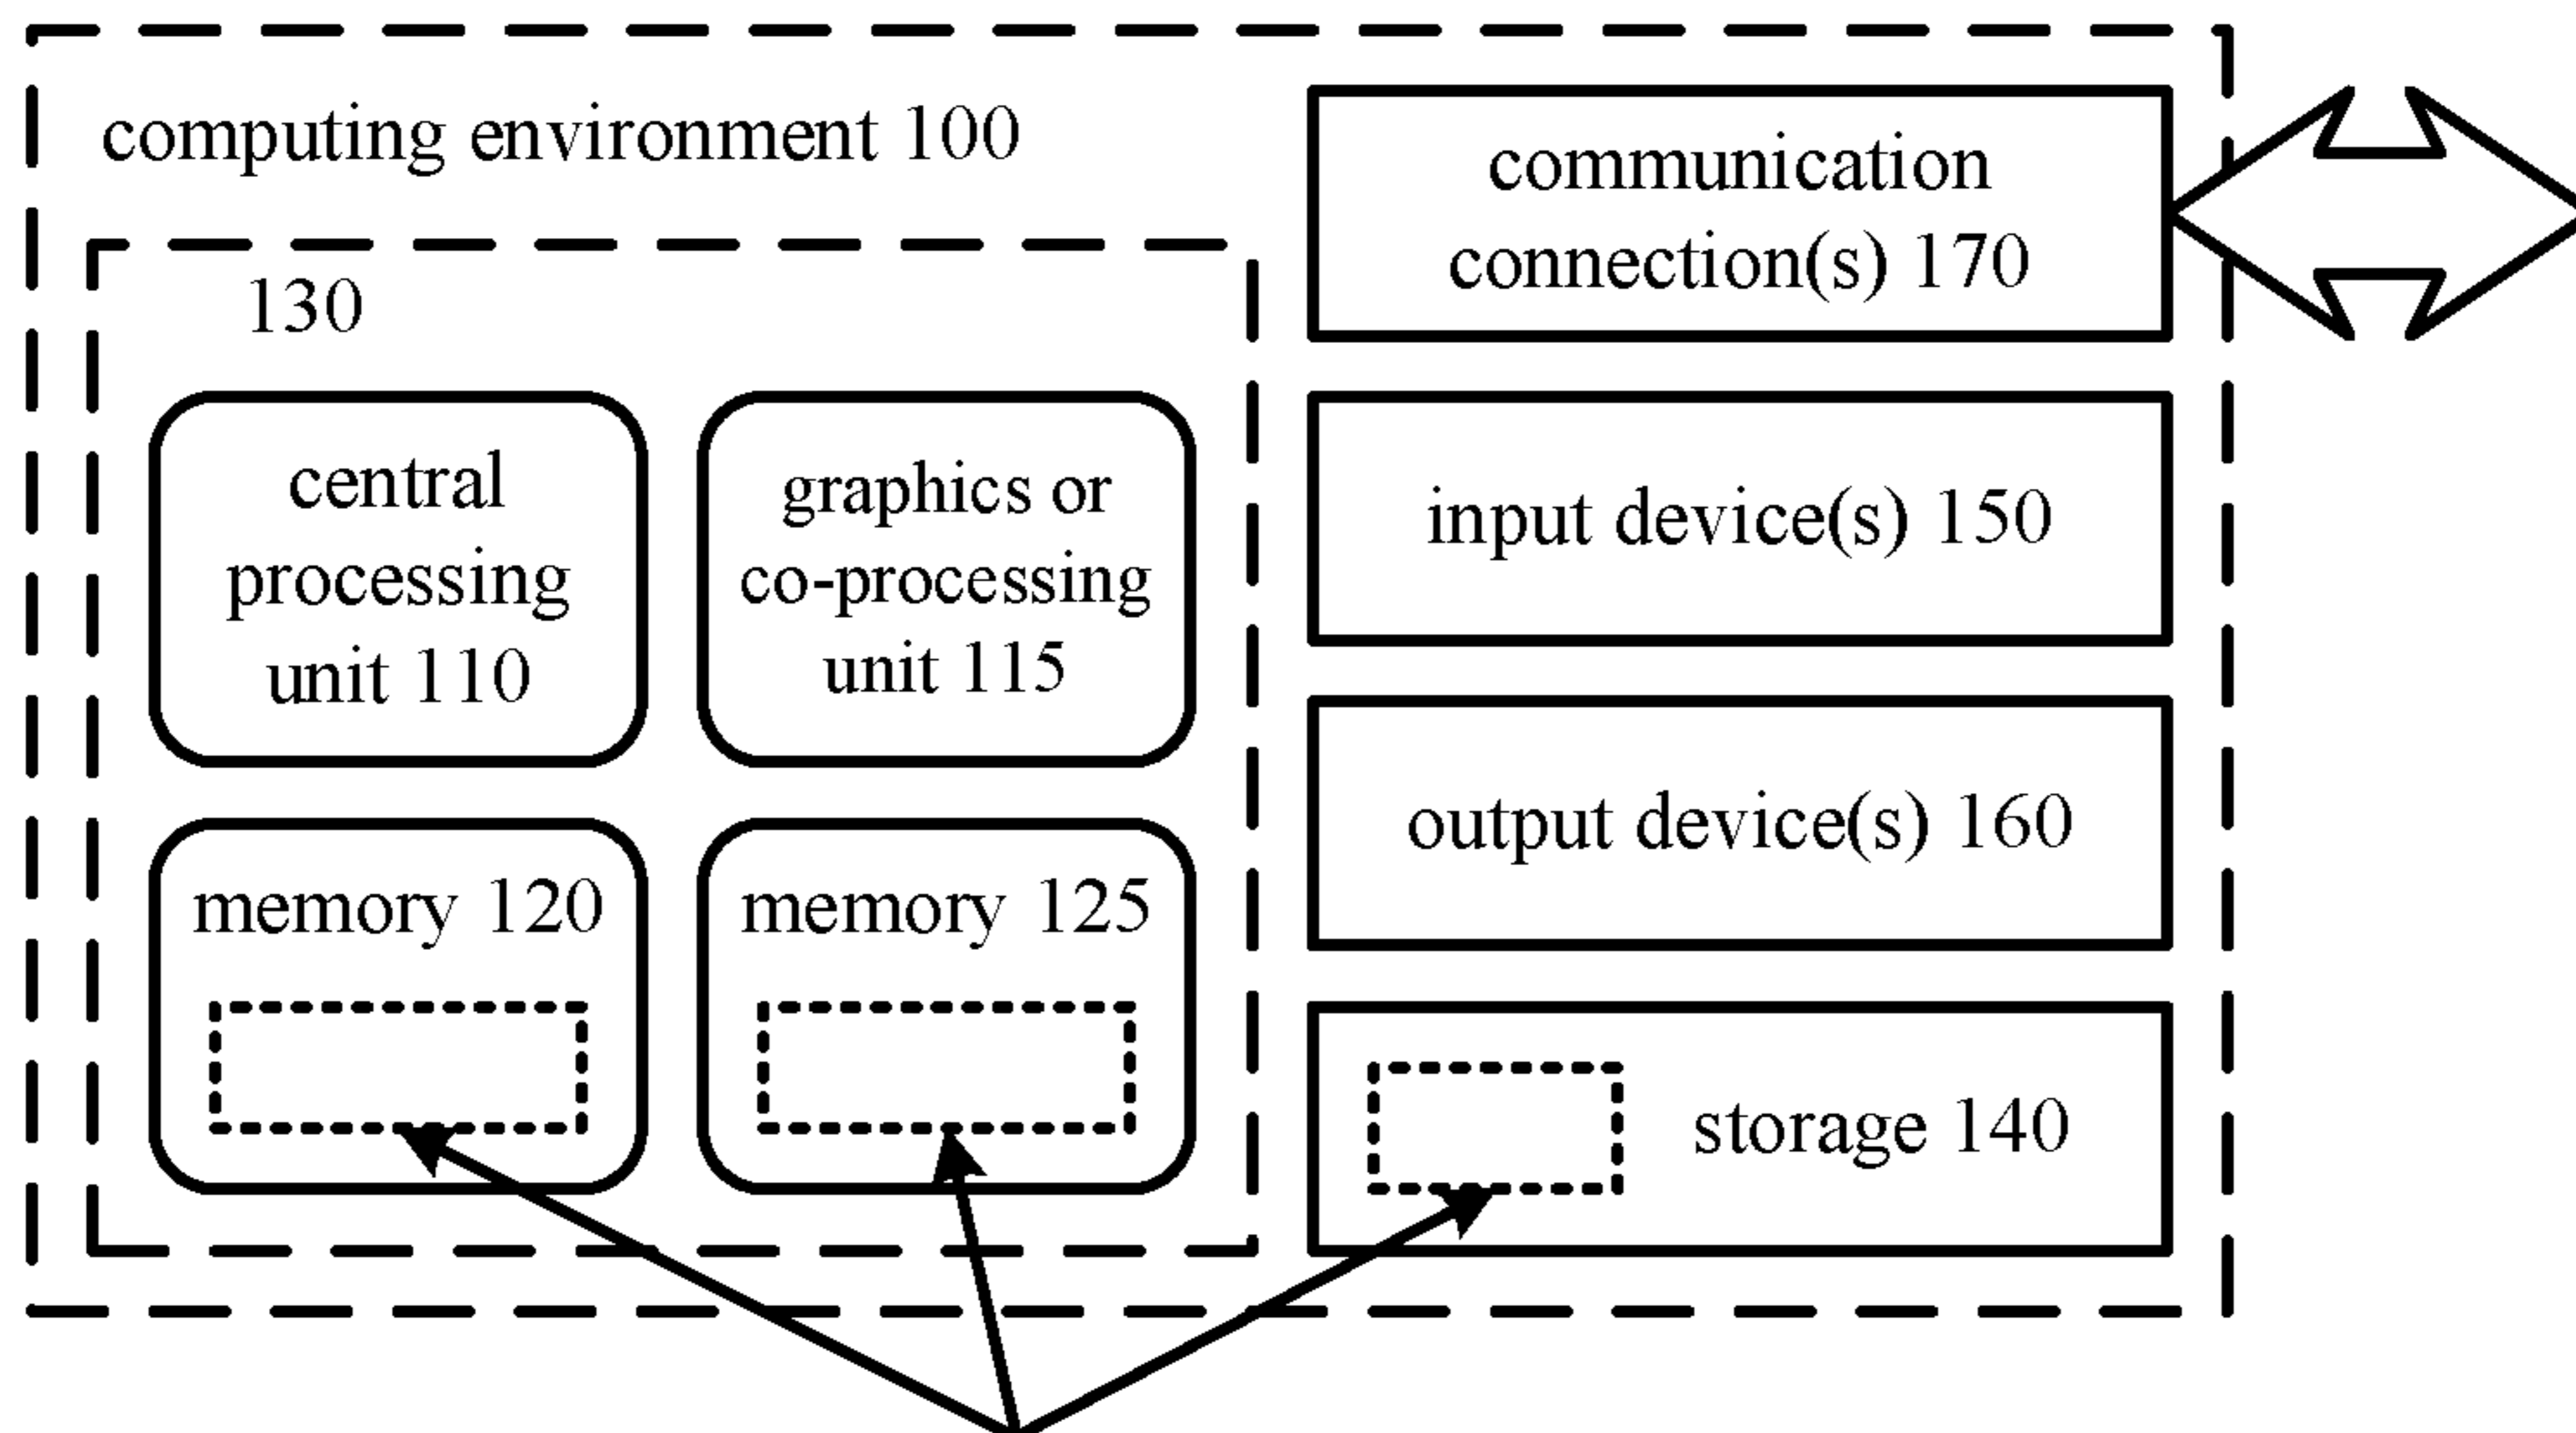 computing environment 100
130
central
processing
unit 110
graphics or
co-processing
unit 115
memory 120
memory 125
communication
connection(s) 170
input device(s) 150
output device(s) 160
storage 140